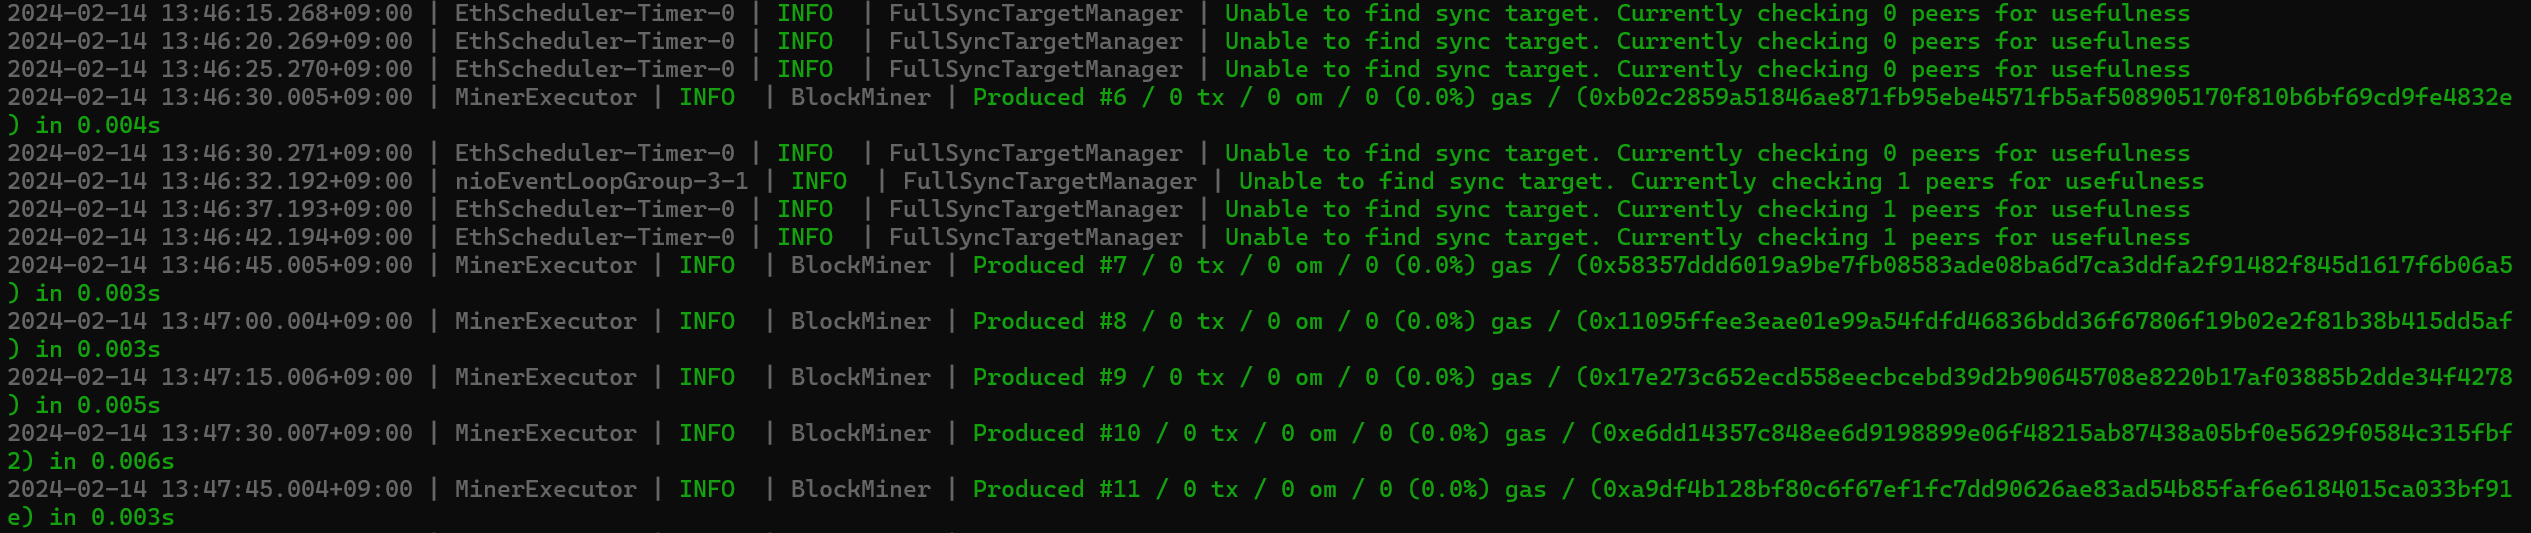 2024-02-14 13:46:15.268+09:00 | EthScheduler-Timer-0 | INFO  | FullSyncTargetManager | Unable to find sync target. Currently checking 0 peers for usefulness
2024-02-14 13:46:20.269+09:00 | EthScheduler-Timer-0 | INFO  | FullSyncTargetManager | Unable to find sync target. Currently checking 0 peers for usefulness
2024-02-14 13:46:25.270+09:00 | EthScheduler-Timer-0 | INFO  | FullSyncTargetManager | Unable to find sync target. Currently checking 0 peers for usefulness
2024-02-14 13:46:30.005+09:00 | MinerExecutor | INFO  | BlockMiner | Produced #6 / 0 tx / 0 om / 0 (0.0%) gas / (0xb02c2859a51846ae871fb95ebe4571fb5af508905170f810b6bf69cd9fe4832e
) in 0.004s
2024-02-14 13:46:30.271+09:00 | EthScheduler-Timer-0 | INFO  | FullSyncTargetManager | Unable to find sync target. Currently checking 0 peers for usefulness
2024-02-14 13:46:32.192+09:00 | nioEventLoopGroup-3-1 | INFO  | FullSyncTargetManager | Unable to find sync target. Currently checking 1 peers for usefulness
2024-02-14 13:46:37.193+09:00 | EthScheduler-Timer-0 | INFO  | FullSyncTargetManager | Unable to find sync target. Currently checking 1 peers for usefulness
2024-02-14 13:46:42.194+09:00 | EthScheduler-Timer-0 | INFO  | FullSyncTargetManager | Unable to find sync target. Currently checking 1 peers for usefulness
2024-02-14 13:46:45.005+09:00 | MinerExecutor | INFO  | BlockMiner | Produced #7 / 0 tx / 0 om / 0 (0.0%) gas / (0x58357ddd6019a9be7fb08583ade08ba6d7ca3ddfa2f91482f845d1617f6b06a5
) in 0.003s
2024-02-14 13:47:00.004+09:00 | MinerExecutor | INFO  | BlockMiner | Produced #8 / 0 tx / 0 om / 0 (0.0%) gas / (0x11095ffee3eae01e99a54fdfd46836bdd36f67806f19b02e2f81b38b415dd5af
) in 0.003s
2024-02-14 13:47:15.006+09:00 | MinerExecutor | INFO  | BlockMiner | Produced #9 / 0 tx / 0 om / 0 (0.0%) gas / (0x17e273c652ecd558eecbcebd39d2b90645708e8220b17af03885b2dde34f4278
) in 0.005s
2024-02-14 13:47:30.007+09:00 | MinerExecutor | INFO  | BlockMiner | Produced #10 / 0 tx / 0 om / 0 (0.0%) gas / (0xe6dd14357c848ee6d9198899e06f48215ab87438a05bf0e5629f0584c315fbf
2) in 0.006s
2024-02-14 13:47:45.004+09:00 | MinerExecutor | INFO  | BlockMiner | Produced #11 / 0 tx / 0 om / 0 (0.0%) gas / (0xa9df4b128bf80c6f67ef1fc7dd90626ae83ad54b85faf6e6184015ca033bf91
e) in 0.003s